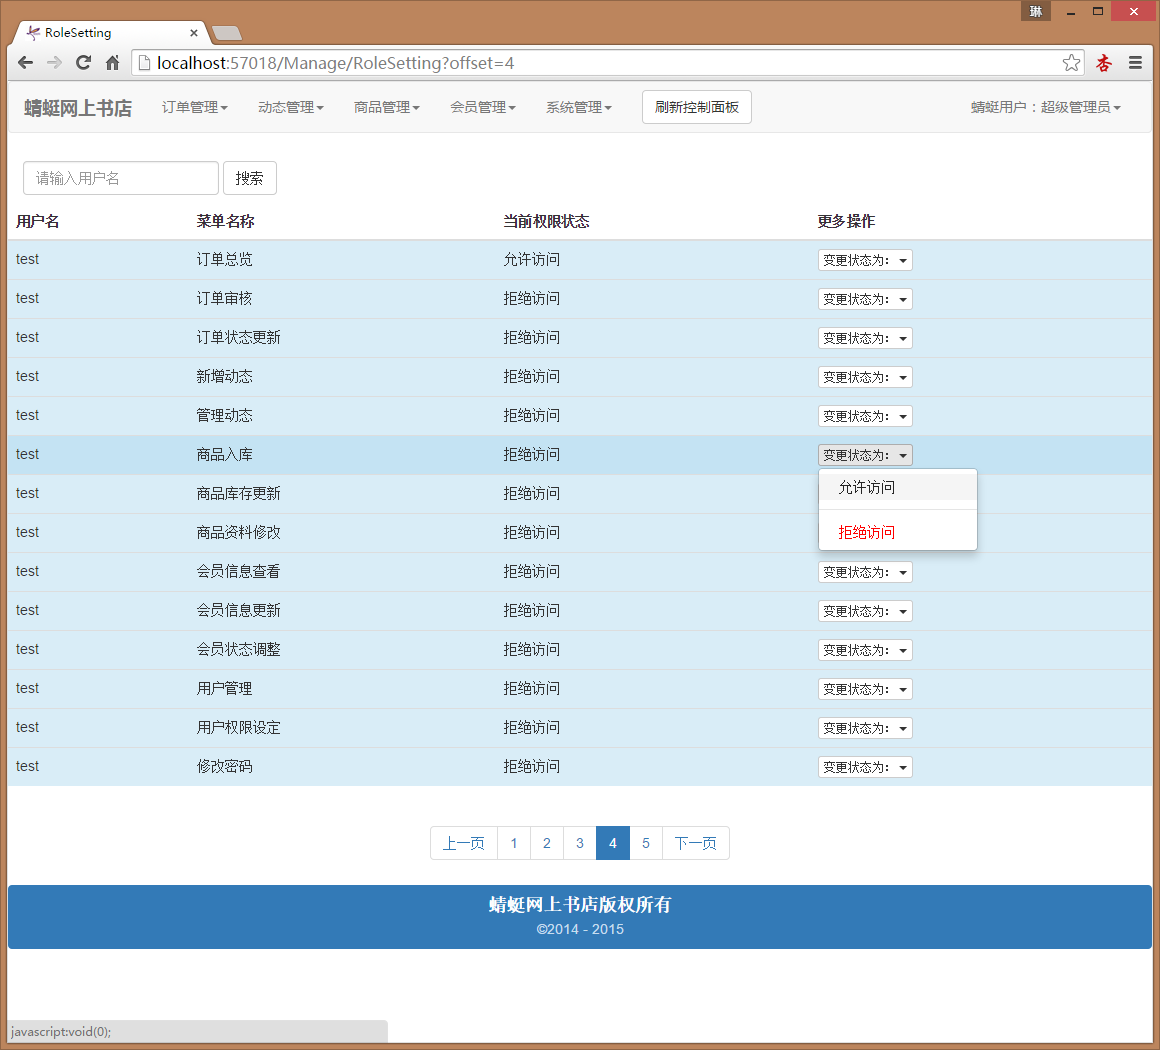 琳
RoleSetting
localhost:57018/Manage/RoleSetting?offset=4
蜻蜓网上书店 订单管理 动态管理 商品管理 会员管理 系统管理 刷新控制面板 蜻蜓用户：超级管理员
请输入用户名 搜索
用户名 菜单名称 当前权限状态 更多操作
test 订单总览 允许访问 变更状态为：
test 订单审核 拒绝访问 变更状态为：
test 订单状态更新 拒绝访问 变更状态为：
test 新增动态 拒绝访问 变更状态为：
test 管理动态 拒绝访问 变更状态为：
test 商品入库 拒绝访问 变更状态为：
test 商品库存更新 拒绝访问 允许访问
test 商品资料修改 拒绝访问 拒绝访问
test 会员信息查看 拒绝访问 变更状态为：
test 会员信息更新 拒绝访问 变更状态为：
test 会员状态调整 拒绝访问 变更状态为：
test 用户管理 拒绝访问 变更状态为：
test 用户权限设定 拒绝访问 变更状态为：
test 修改密码 拒绝访问 变更状态为：
上一页 1 2 3 4 5 下一页
蜻蜓网上书店版权所有
©2014 - 2015
javascript:void(0);